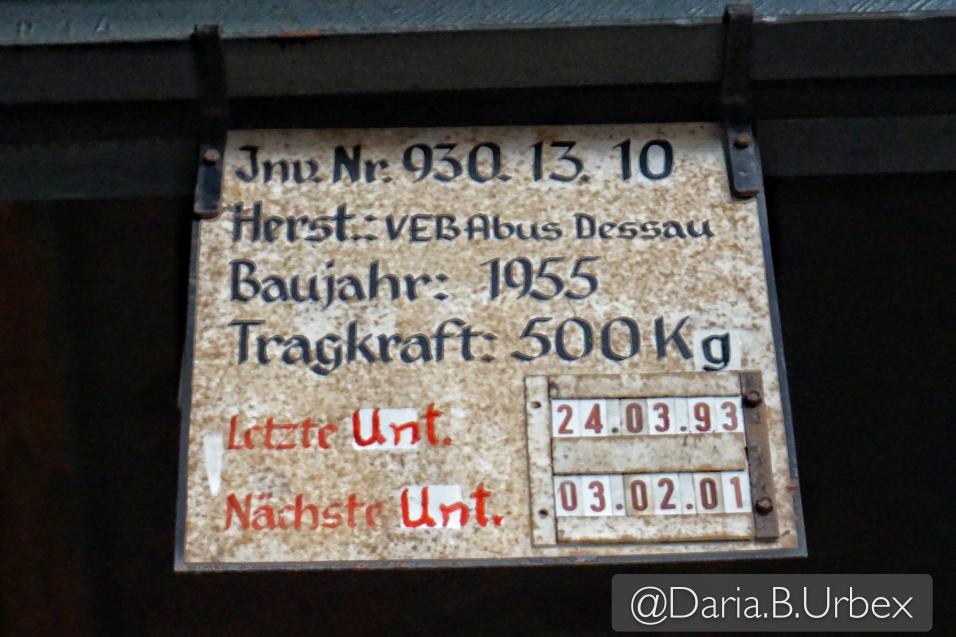 Inv. Nr. 930. 13. 10
Herst.: VEB Abus Dessau
Baujahr: 1955
Tragkraft: 500 Kg
Letzte Unt. 24.03.93
Nächste Unt. 03.02.01
@Daria.B.Urbex